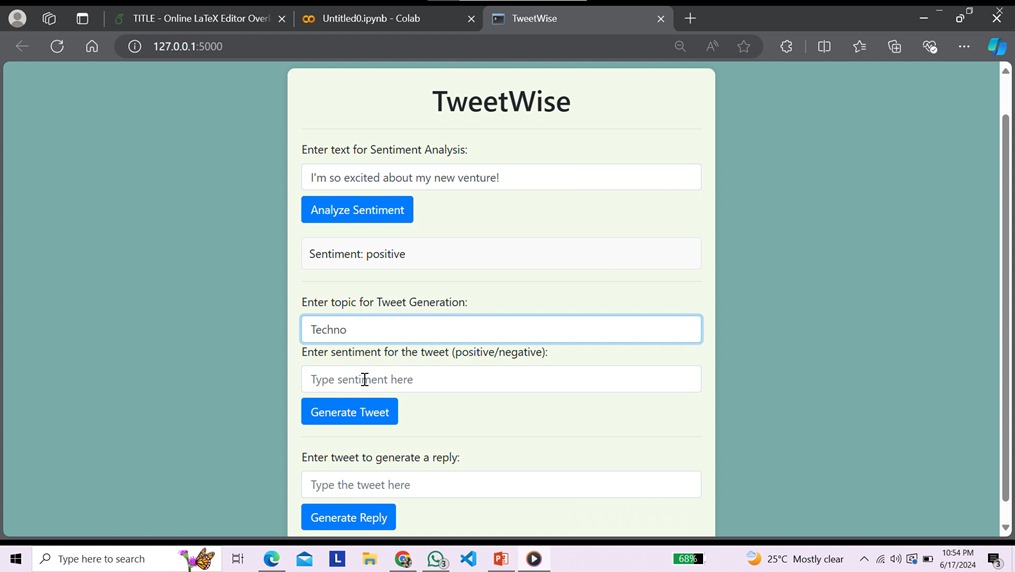 TITLE - Online LaTeX Editor Over
Untitled0.ipynb - Colab
TweetWise
127.0.0.1:5000
TweetWise
Enter text for Sentiment Analysis:
I'm so excited about my new venture!
Analyze Sentiment
Sentiment: positive
Enter topic for Tweet Generation:
Techno
Enter sentiment for the tweet (positive/negative):
Type sentiment here
Generate Tweet
Enter tweet to generate a reply:
Type the tweet here
Generate Reply
Type here to search
L
3
68%
25°C Mostly clear
10:54 PM
6/17/2024
3